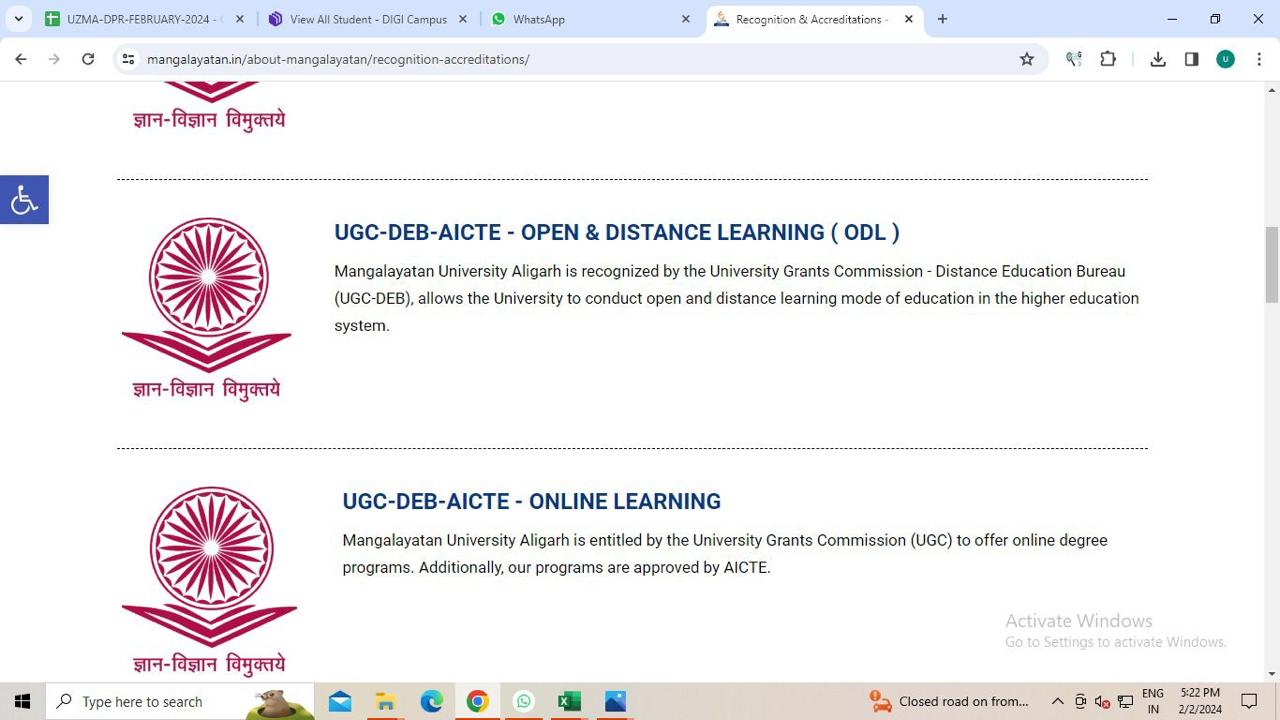 UZMA-DPR-FEBRUARY-2024 -
View All Student - DIGI Campus
WhatsApp
Recognition & Accreditations -
mangalayatan.in/about-mangalayatan/recognition-accreditations/
u
ज्ञान-विज्ञान विमुक्तये
UGC-DEB-AICTE - OPEN & DISTANCE LEARNING ( ODL )
Mangalayatan University Aligarh is recognized by the University Grants Commission - Distance Education Bureau
(UGC-DEB), allows the University to conduct open and distance learning mode of education in the higher education
system.
ज्ञान-विज्ञान विमुक्तये
UGC-DEB-AICTE - ONLINE LEARNING
Mangalayatan University Aligarh is entitled by the University Grants Commission (UGC) to offer online degree
programs. Additionally, our programs are approved by AICTE.
ज्ञान-विज्ञान विमुक्तये
Activate Windows
Go to Settings to activate Windows.
Type here to search
Closed road on from...
ENG
IN
5:22 PM
2/2/2024